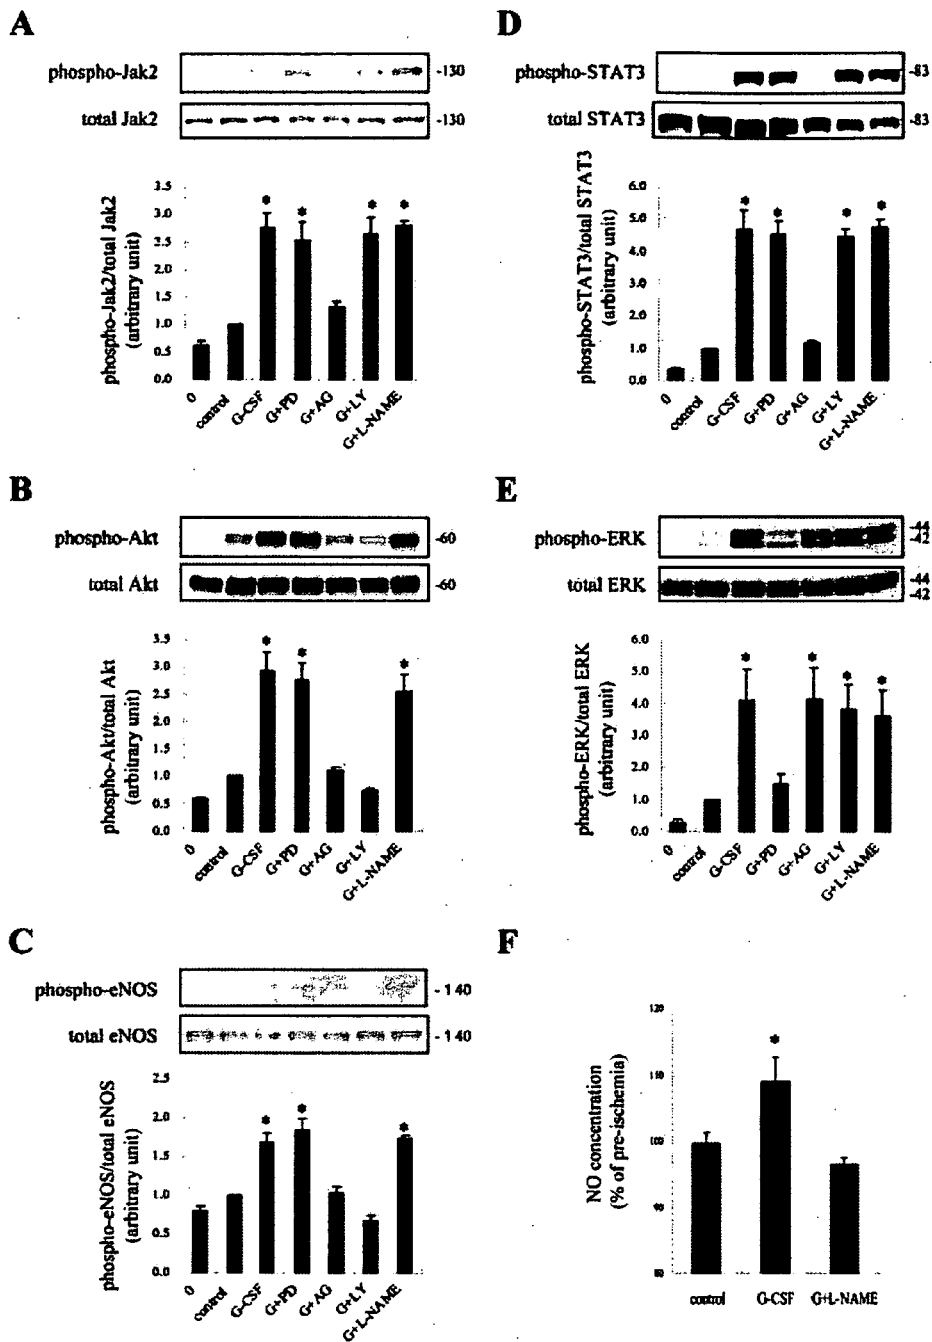 A
phospho-Jak2
-130
total Jak2
-130
phospho-Jak2/total Jak2
(arbitrary unit)
3.5
3.0
2.5
2.0
1.5
1.0
0.5
0.0
* * * *
0 control G-CSF G+PD G+AG G+LY G+L-NAME
B
phospho-Akt
-60
total Akt
-60
phospho-Akt/total Akt
(arbitrary unit)
3.5
3.0
2.5
2.0
1.5
1.0
0.5
0.0
* * *
0 control G-CSF G+PD G+AG G+LY G+L-NAME
C
phospho-eNOS
- 140
total eNOS
- 140
phospho-eNOS/total eNOS
(arbitrary unit)
2.5
2.0
1.5
1.0
0.5
0.0
* * *
0 control G-CSF G+PD G+AG G+LY G+L-NAME
D
phospho-STAT3
-83
total STAT3
-83
phospho-STAT3/total STAT3
(arbitrary unit)
6.0
5.0
4.0
2.0
1.0
0.0
* * * *
0 control G-CSF G+PD G+AG G+LY G+L-NAME
E
phospho-ERK
-44
-42
total ERK
-44
-42
phospho-ERK/total ERK
(arbitrary unit)
6.0
5.0
4.0
3.0
2.0
1.0
0.0
* * * *
0 control G-CSF G+PD G+AG G+LY G+L-NAME
F
NO concentration
(% of pre-ischemia)
120
110
100
90
*
control G-CSF G+L-NAME